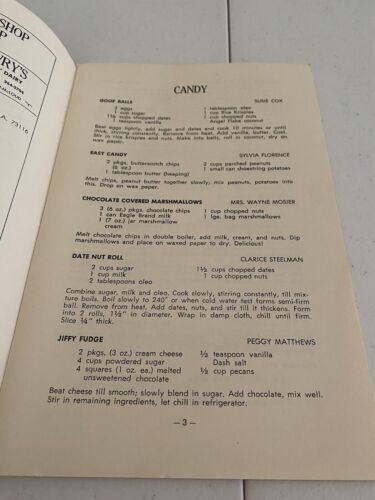 SHOP
P
RY'S
DAIRY
A. 73116
CANDY
GOOF BALLS SUSIE COX
2 eggs 1 tablespoon oleo
1 cup sugar 1 cup Rice Krispies
1½ cups chopped dates 1 cup chopped nuts
1 teaspoon vanilla Angel Flake coconut
Beat eggs lightly, add sugar and dates and cook 10 minutes or until
thick, stirring constantly. Remove from heat. Add vanilla, butter. Cool.
Stir in rice krispies and nuts. Make into balls, roll in coconut, dry on
wax paper.
EASY CANDY SYLVIA FLORENCE
2 pkgs. butterscotch chips 2 cups parched peanuts
(6 oz.) 1 small can shoestring potatoes
1 tablespoon butter (heaping)
Melt chips, peanut butter together slowly; mix peanuts, potatoes into
this. Drop on wax paper.
CHOCOLATE COVERED MARSHMALLOWS MRS. WAYNE MOSIER
3 (6 oz.) pkgs. chocolate chips 1 cup chopped nuts
1 can Eagle Brand milk 1 lge. bag marshmallows
1 (7 oz.) jar marshmallow
cream
Melt chocolate chips in double boiler, add milk, cream, and nuts. Dip
marshmallows and place on waxed paper to dry. Delicious!
DATE NUT ROLL CLARICE STEELMAN
2 cups sugar 1½ cups chopped dates
1 cup milk 1 cup chopped nuts
2 tablespoons oleo
Combine sugar, milk and oleo. Cook slowly, stirring constantly, till mix-
ture boils. Boil slowly to 240° or when cold water test forms semi-firm
ball. Remove from heat. Add dates, nuts, and stir till it thickens. Form
into 2 rolls, 1½" in diameter. Wrap in damp cloth, chill until firm.
Slice ¾" thick.
JIFFY FUDGE PEGGY MATTHEWS
2 pkgs. (3 oz.) cream cheese ½ teaspoon vanilla
4 cups powdered sugar Dash salt
4 squares (1 oz. ea.) melted ½ cup pecans
unsweetened chocolate
Beat cheese till smooth; slowly blend in sugar. Add chocolate, mix well.
Stir in remaining ingredients, let chill in refrigerator.
— 3 —